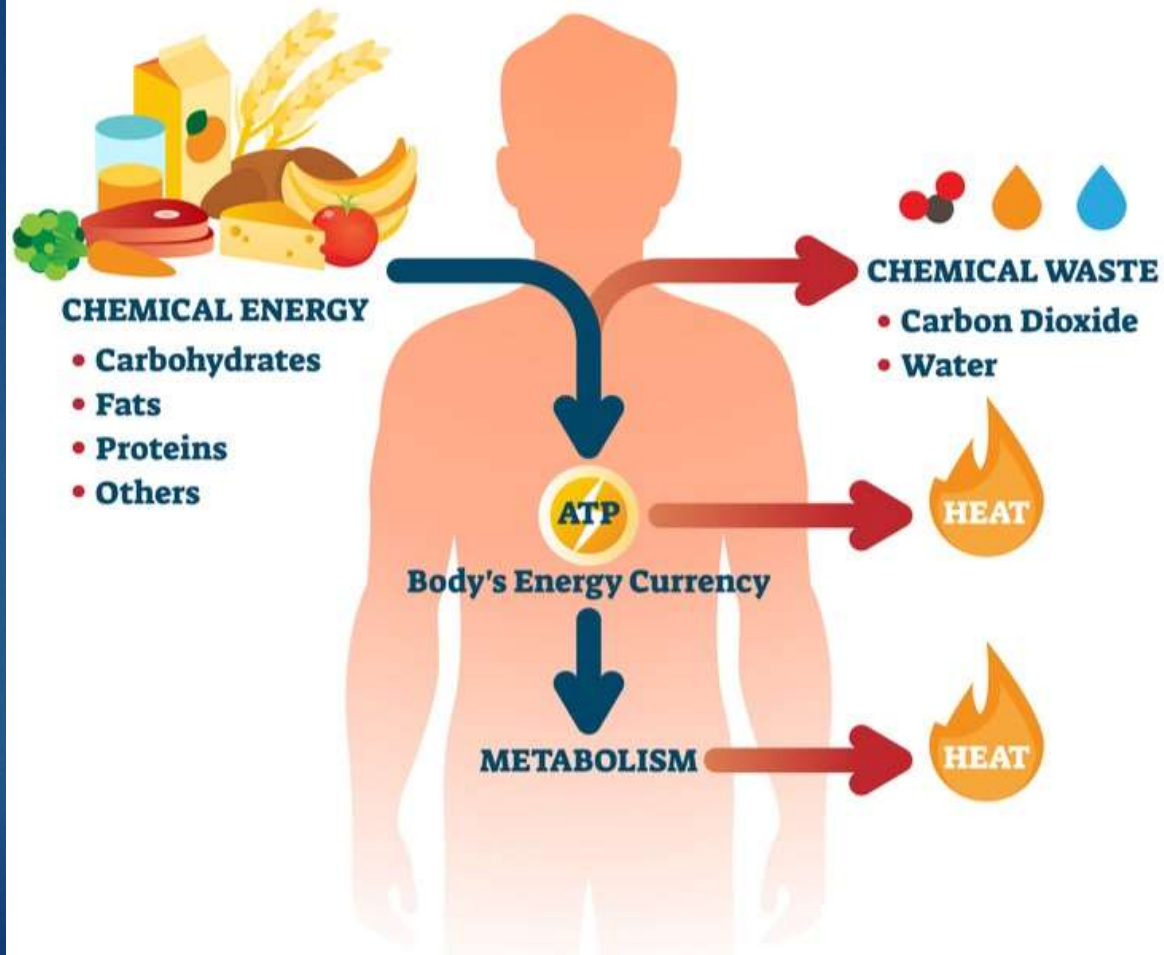 CHEMICAL ENERGY
• Carbohydrates
• Fats
• Proteins
• Others
CHEMICAL WASTE
• Carbon Dioxide
• Water
ATP
HEAT
Body's Energy Currency
METABOLISM
HEAT